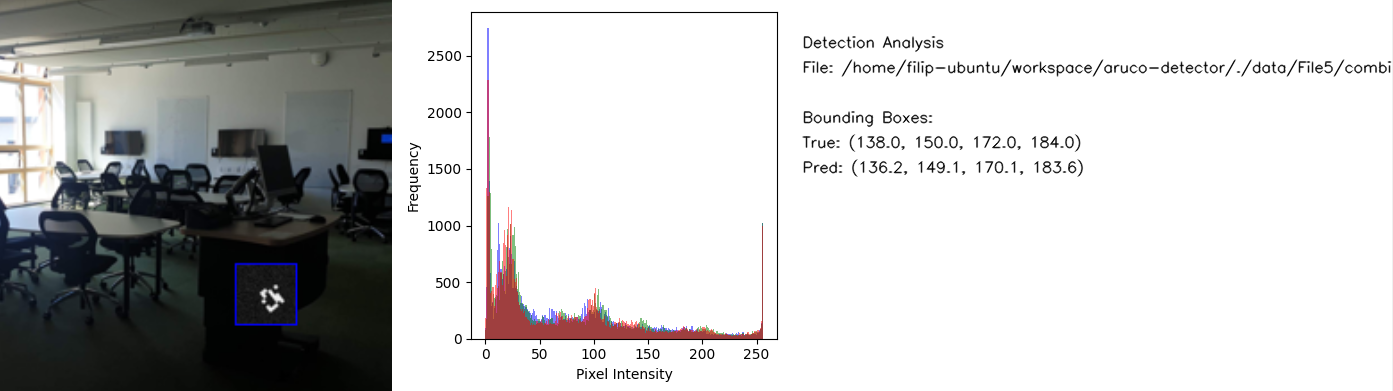 2500
2000
1500
1000
500
0
Frequency
0 50 100 150 200 250
Pixel Intensity
Detection Analysis
File: /home/filip-ubuntu/workspace/aruco-detector/./data/File5/combi
Bounding Boxes:
True: (138.0, 150.0, 172.0, 184.0)
Pred: (136.2, 149.1, 170.1, 183.6)